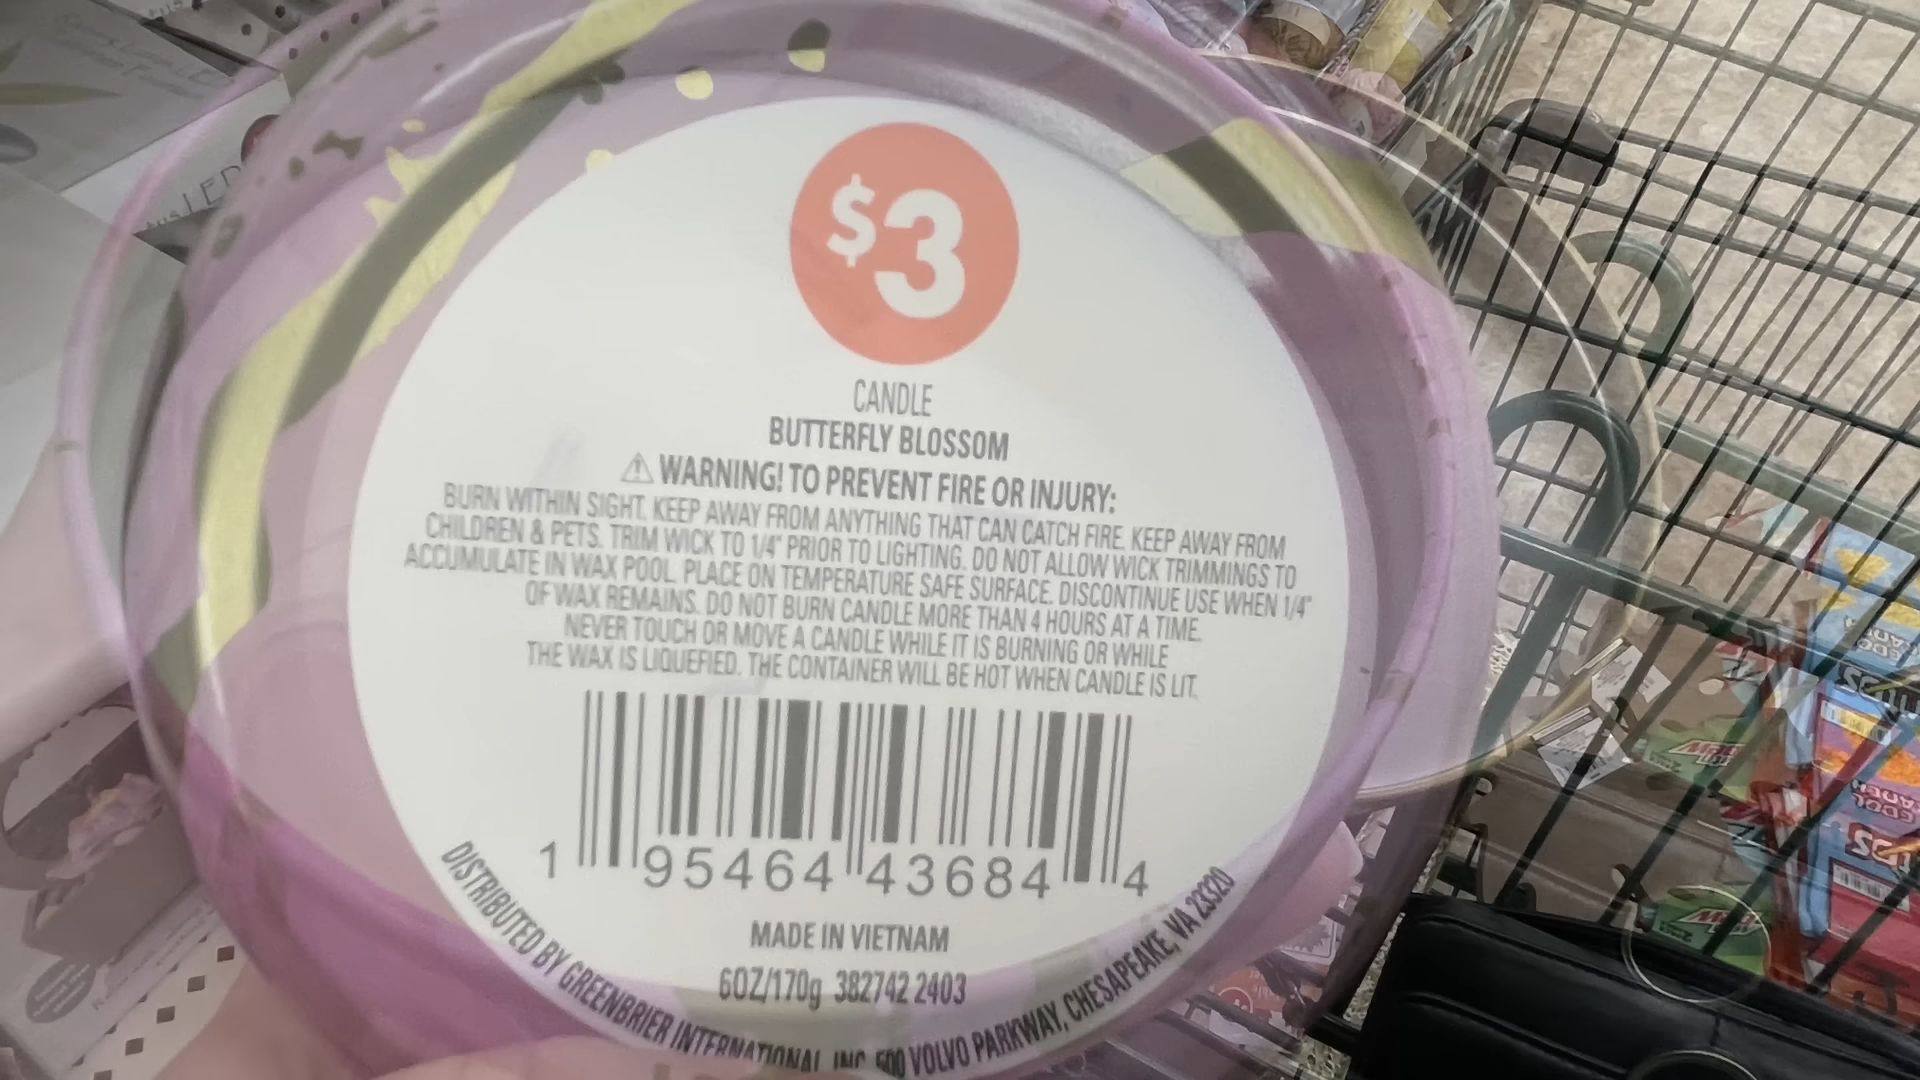 $3
CANDLE
BUTTERFLY BLOSSOM
⚠ WARNING! TO PREVENT FIRE OR INJURY:
BURN WITHIN SIGHT. KEEP AWAY FROM ANYTHING THAT CAN CATCH FIRE. KEEP AWAY FROM
CHILDREN & PETS. TRIM WICK TO 1/4" PRIOR TO LIGHTING. DO NOT ALLOW WICK TRIMMINGS TO
ACCUMULATE IN WAX POOL. PLACE ON TEMPERATURE SAFE SURFACE. DISCONTINUE USE WHEN 1/4"
OF WAX REMAINS. DO NOT BURN CANDLE MORE THAN 4 HOURS AT A TIME.
NEVER TOUCH OR MOVE A CANDLE WHILE IT IS BURNING OR WHILE
THE WAX IS LIQUEFIED. THE CONTAINER WILL BE HOT WHEN CANDLE IS LIT.
1 95464 43684 4
MADE IN VIETNAM
6OZ/170g 382742 2403
DISTRIBUTED BY GREENBRIER INTERNATIONAL, INC. 500 VOLVO PARKWAY, CHESAPEAKE, VA 23320